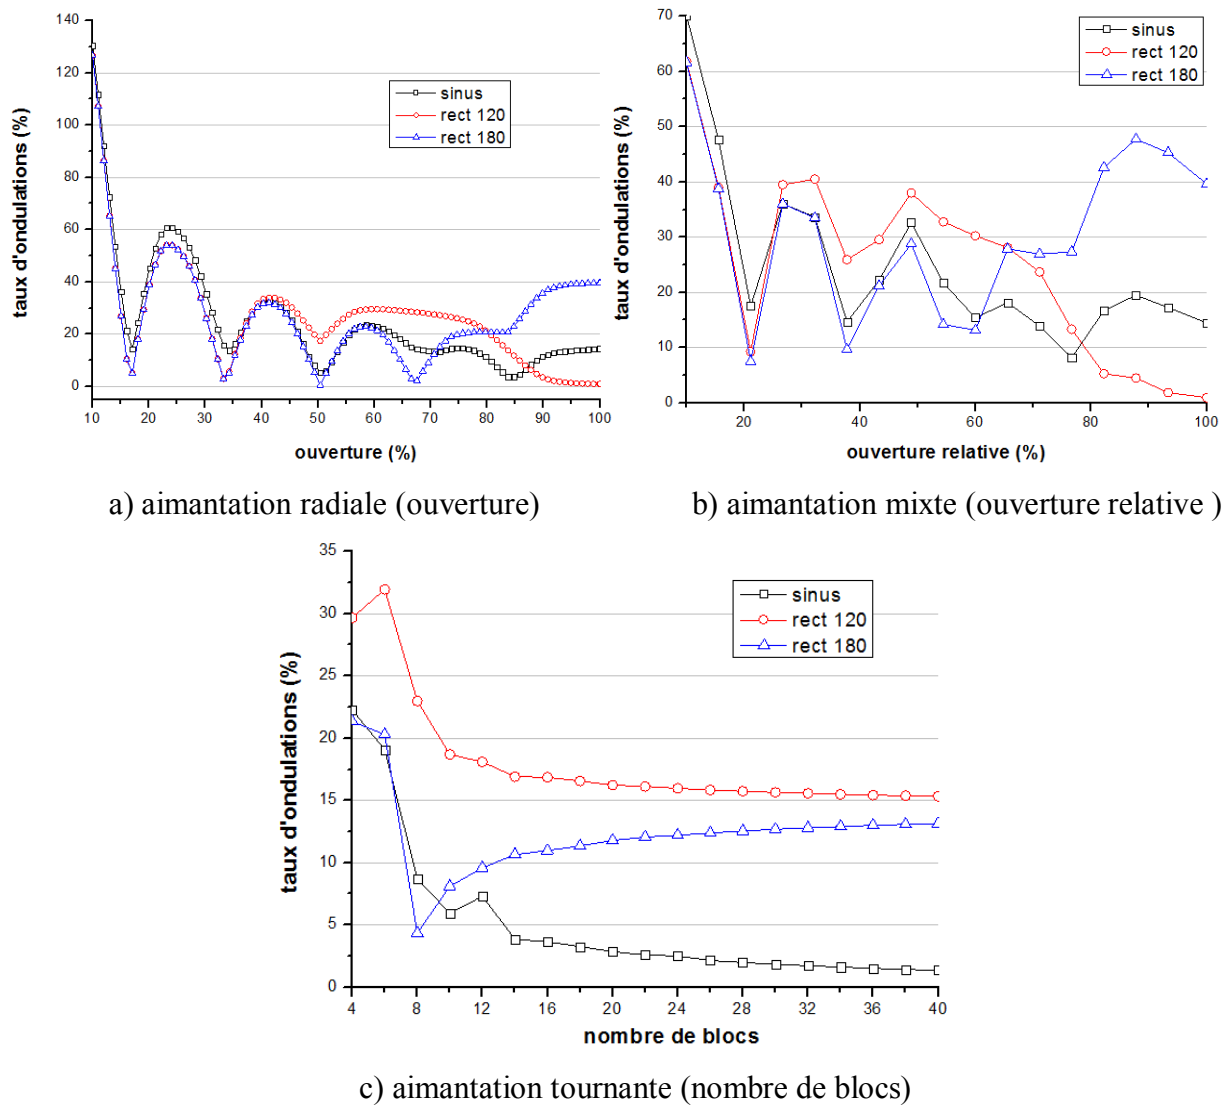 140
120
100
80
60
40
20
0
taux d'ondulations (%)
sinus
rect 120
rect 180
10 20 30 40 50 60 70 80 90 100
ouverture (%)
a) aimantation radiale (ouverture)
70
60
50
40
30
20
10
0
taux d'ondulations (%)
sinus
rect 120
rect 180
20 40 60 80 100
ouverture relative (%)
b) aimantation mixte (ouverture relative )
35
30
25
20
15
10
5
0
taux d'ondulations (%)
sinus
rect 120
rect 180
4 8 12 16 20 24 28 32 36 40
nombre de blocs
c) aimantation tournante (nombre de blocs)